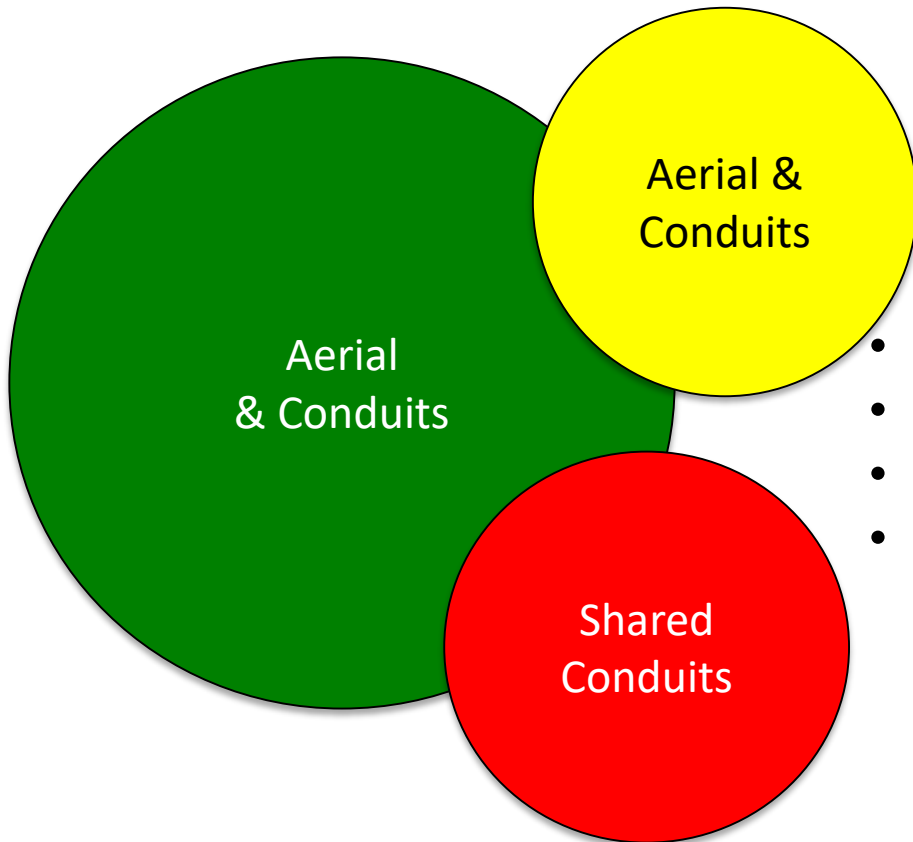 Aerial &
Conduits
Aerial
& Conduits
•
•
•
•
Shared
Conduits